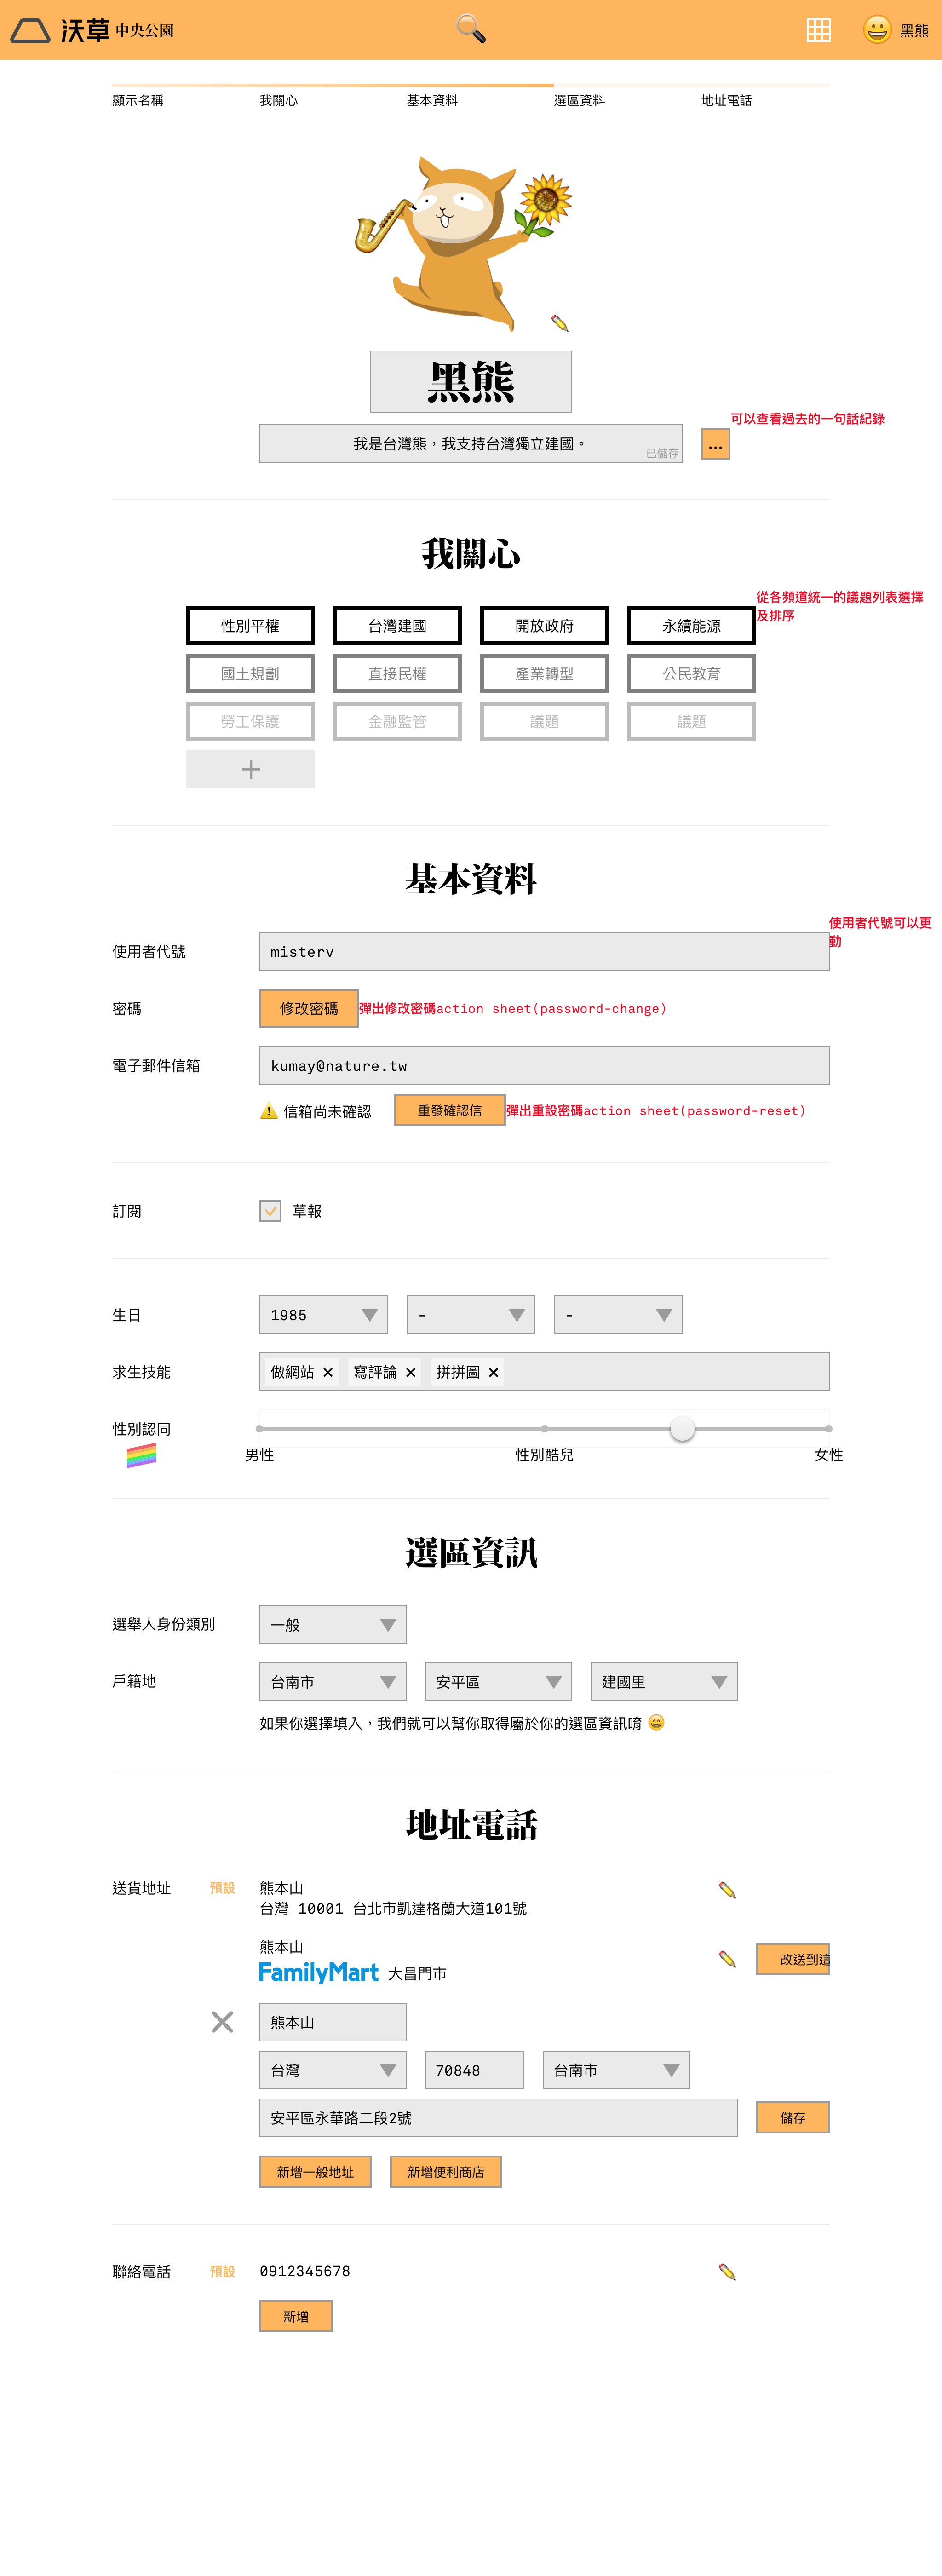 沃草 中央公園
黑熊
顯示名稱
我關心
基本資料
選區資料
地址電話
黑熊
可以查看過去的一句話紀錄
我是台灣熊，我支持台灣獨立建國。
已儲存
...
我關心
從各頻道統一的議題列表選擇
及排序
性別平權
台灣建國
開放政府
永續能源
國土規劃
直接民權
產業轉型
公民教育
勞工保護
金融監管
議題
議題
基本資料
使用者代號可以更
動
使用者代號
misterv
密碼
修改密碼
彈出修改密碼action sheet(password-change)
電子郵件信箱
kumay@nature.tw
信箱尚未確認
重發確認信
彈出重設密碼action sheet(password-reset)
訂閱
草報
生日
1985
-
-
求生技能
做網站 ×
寫評論 ×
拼拼圖 ×
性別認同
男性
性別酷兒
女性
選區資訊
選舉人身份類別
一般
戶籍地
台南市
安平區
建國里
如果你選擇填入，我們就可以幫你取得屬於你的選區資訊唷
地址電話
送貨地址
預設
熊本山
台灣 10001 台北市凱達格蘭大道101號
熊本山
FamilyMart 大昌門市
改送到這
熊本山
台灣
70848
台南市
安平區永華路二段2號
儲存
新增一般地址
新增便利商店
聯絡電話
預設
0912345678
新增